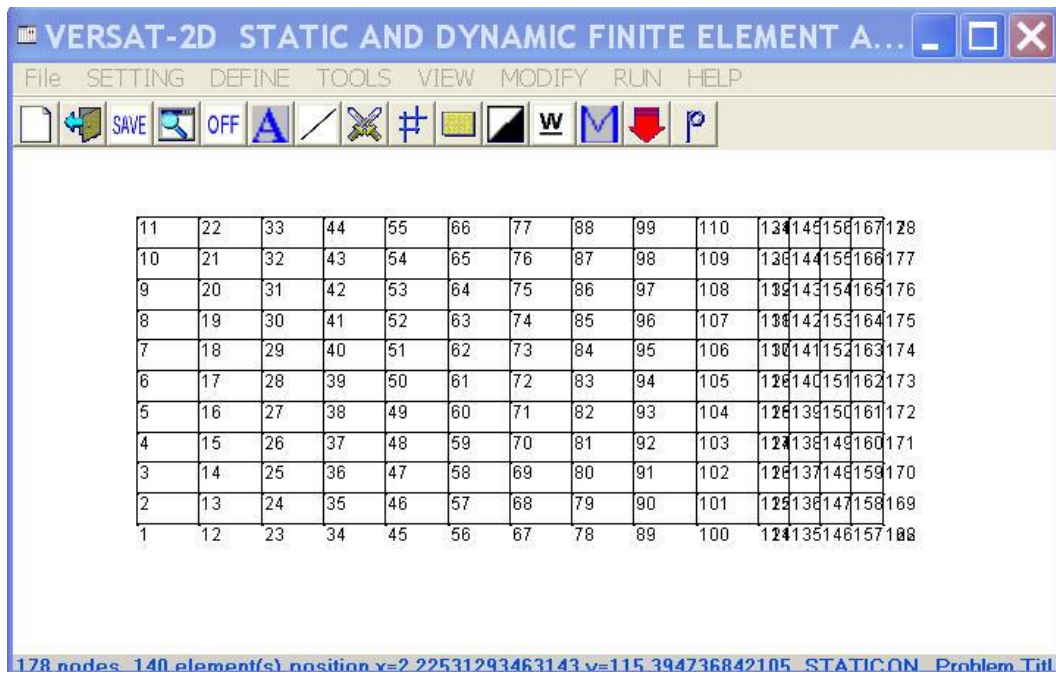 VERSAT-2D STATIC AND DYNAMIC FINITE ELEMENT A...
File SETTING DEFINE TOOLS VIEW MODIFY RUN HELP
SAVE OFF A W M P
11 22 33 44 55 66 77 88 99 110 145 156 167
10 21 32 43 54 65 76 87 98 109 144 155 166 177
9 20 31 42 53 64 75 86 97 108 143 154 165 176
8 19 30 41 52 63 74 85 96 107 142 153 164 175
7 18 29 40 51 62 73 84 95 106 141 152 163 174
6 17 28 39 50 61 72 83 94 105 140 151 162 173
5 16 27 38 49 60 71 82 93 104 139 150 161 172
4 15 26 37 48 59 70 81 92 103 138 149 160 171
3 14 25 36 47 58 69 80 91 102 137 148 159 170
2 13 24 35 46 57 68 79 90 101 136 147 158 169
1 12 23 34 45 56 67 78 89 100 135 146 157
178 nodes, 140 element(s) position x=2.22531293463143 y=115.394736842105 STATICON Problem Titl